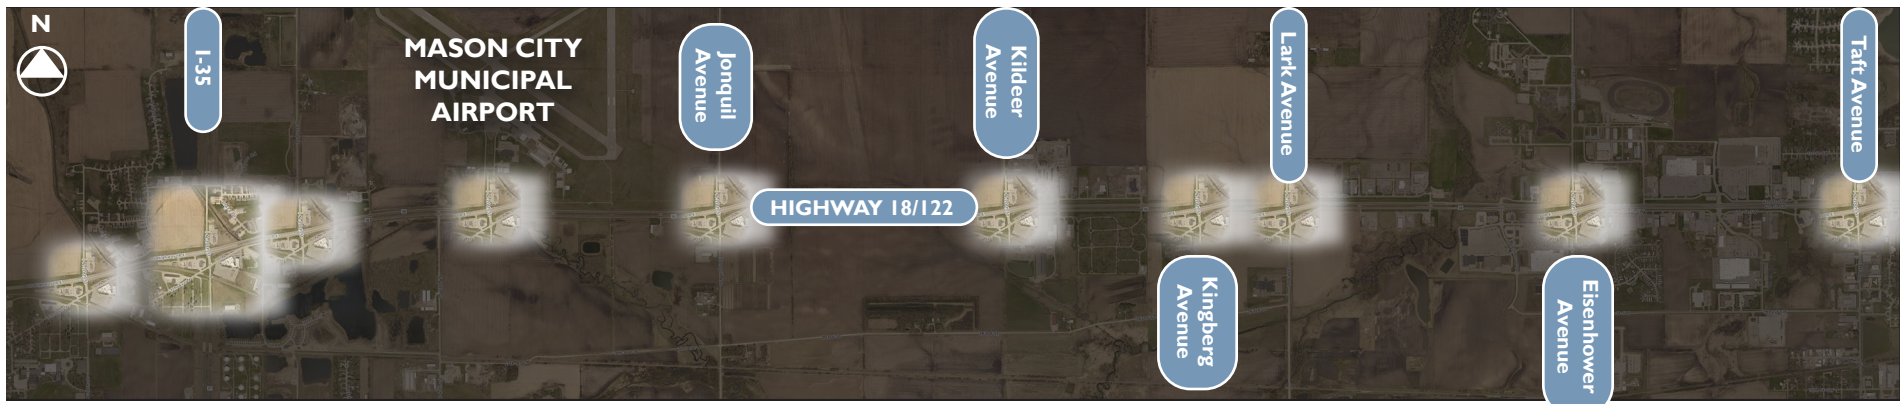 N
I-35
MASON CITY
MUNICIPAL
AIRPORT
Jonquil
Avenue
HIGHWAY 18/122
Kildeer
Avenue
Kingberg
Avenue
Lark Avenue
Eisenhower
Avenue
Taft Avenue